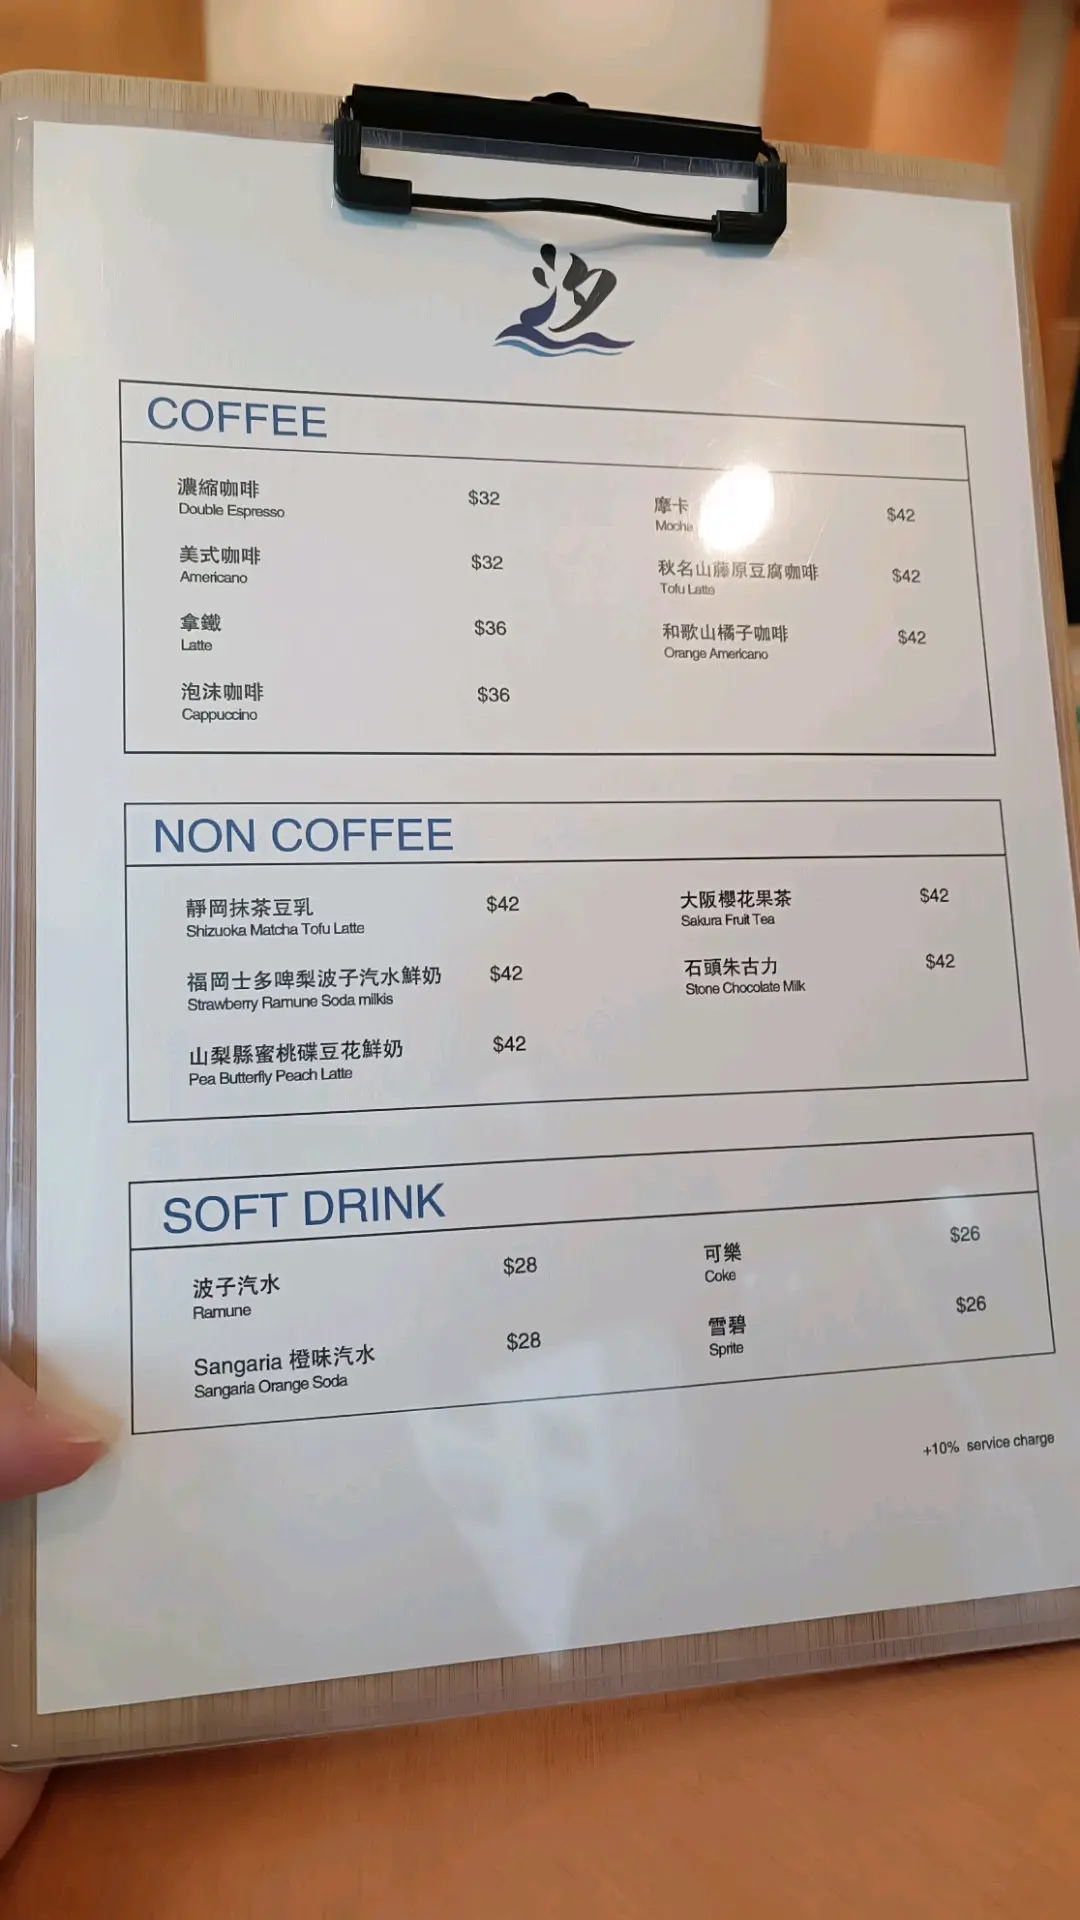 汐
COFFEE
濃縮咖啡 $32
Double Espresso
美式咖啡 $32
Americano
拿鐵 $36
Latte
泡沫咖啡 $36
Cappuccino
摩卡 $42
Mocha
秋名山藤原豆腐咖啡 $42
Tofu Latte
和歌山橘子咖啡 $42
Orange Americano
NON COFFEE
靜岡抹茶豆乳 $42
Shizuoka Matcha Tofu Latte
福岡士多啤梨波子汽水鮮奶 $42
Strawberry Ramune Soda milkis
山梨縣蜜桃碟豆花鮮奶 $42
Pea Butterfly Peach Latte
大阪櫻花果茶 $42
Sakura Fruit Tea
石頭朱古力 $42
Stone Chocolate Milk
SOFT DRINK
波子汽水 $28
Ramune
Sangaria 橙味汽水 $28
Sangaria Orange Soda
可樂 $26
Coke
雪碧 $26
Sprite
+10% service charge